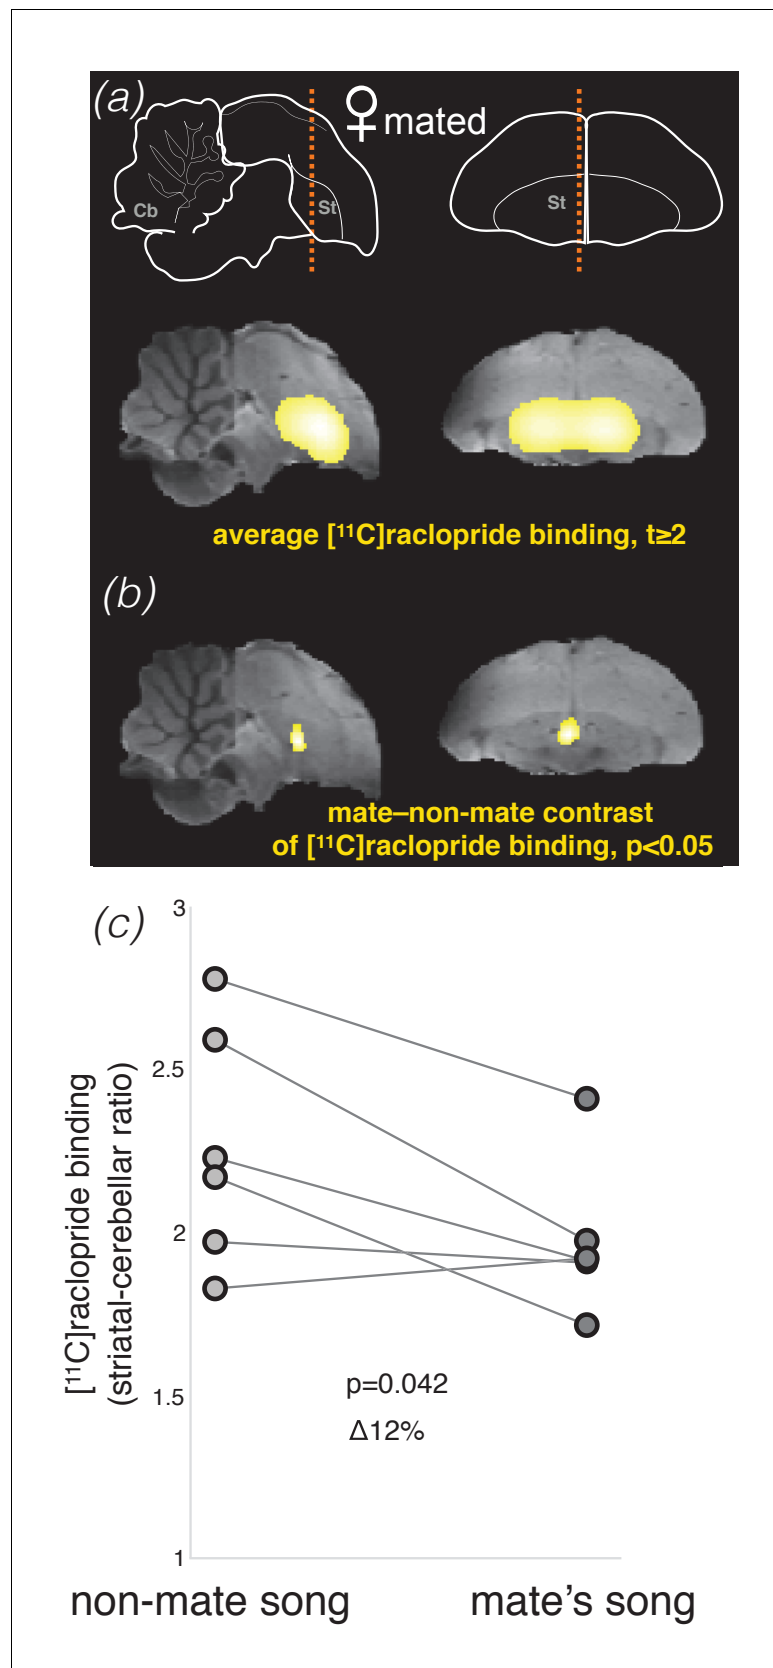 (a)
♀ mated
Cb
St
St
average [¹¹C]raclopride binding, t≥2
(b)
mate–non-mate contrast
of [¹¹C]raclopride binding, p<0.05
(c)
[¹¹C]raclopride binding
(striatal-cerebellar ratio)
3
2.5
2
1.5
1
p=0.042
Δ12%
non-mate song
mate's song